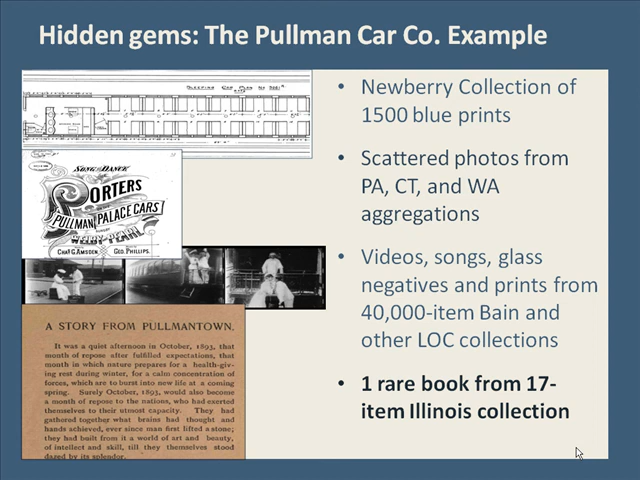 Hidden gems: The Pullman Car Co. Example
SLEEPING CAR PLAN
SONG AND DANCE
PORTERS
PULLMAN PALACE CARS
CHAS G. AMSDEN.
GEO. PHILLIPS.
A STORY FROM PULLMANTOWN.
It was a quiet afternoon in October, 1893, that
month of repose after fulfilled expectations, that
month in which nature prepares for a health-giv-
ing rest during winter, for a calm concentration of
forces, which are to burst into new life at a coming
spring. Surely October, 1893, would also become
a month of repose to the nations, who had exerted
themselves to their utmost capacity. They had
gathered together what brains had thought and
hands achieved, ever since man first lifted a stone;
they had built from it a world of art and beauty,
of intellect and skill, till they themselves stood
dazed by its splendor.
• Newberry Collection of
1500 blue prints
• Scattered photos from
PA, CT, and WA
aggregations
• Videos, songs, glass
negatives and prints from
40,000-item Bain and
other LOC collections
• 1 rare book from 17-
item Illinois collection